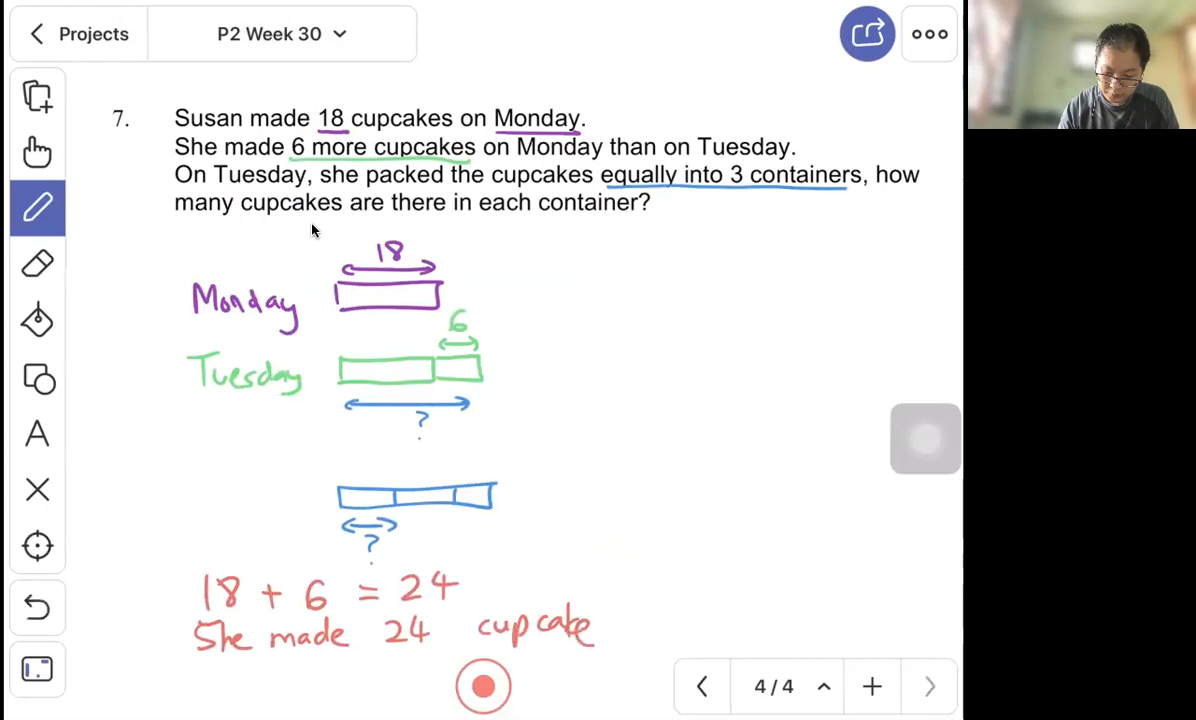 Projects
P2 Week 30
7. Susan made 18 cupcakes on Monday.
She made 6 more cupcakes on Monday than on Tuesday.
On Tuesday, she packed the cupcakes equally into 3 containers, how
many cupcakes are there in each container?
18
Monday
6
Tuesday
?
?
18 + 6 = 24
She made 24 cupcake
4/4